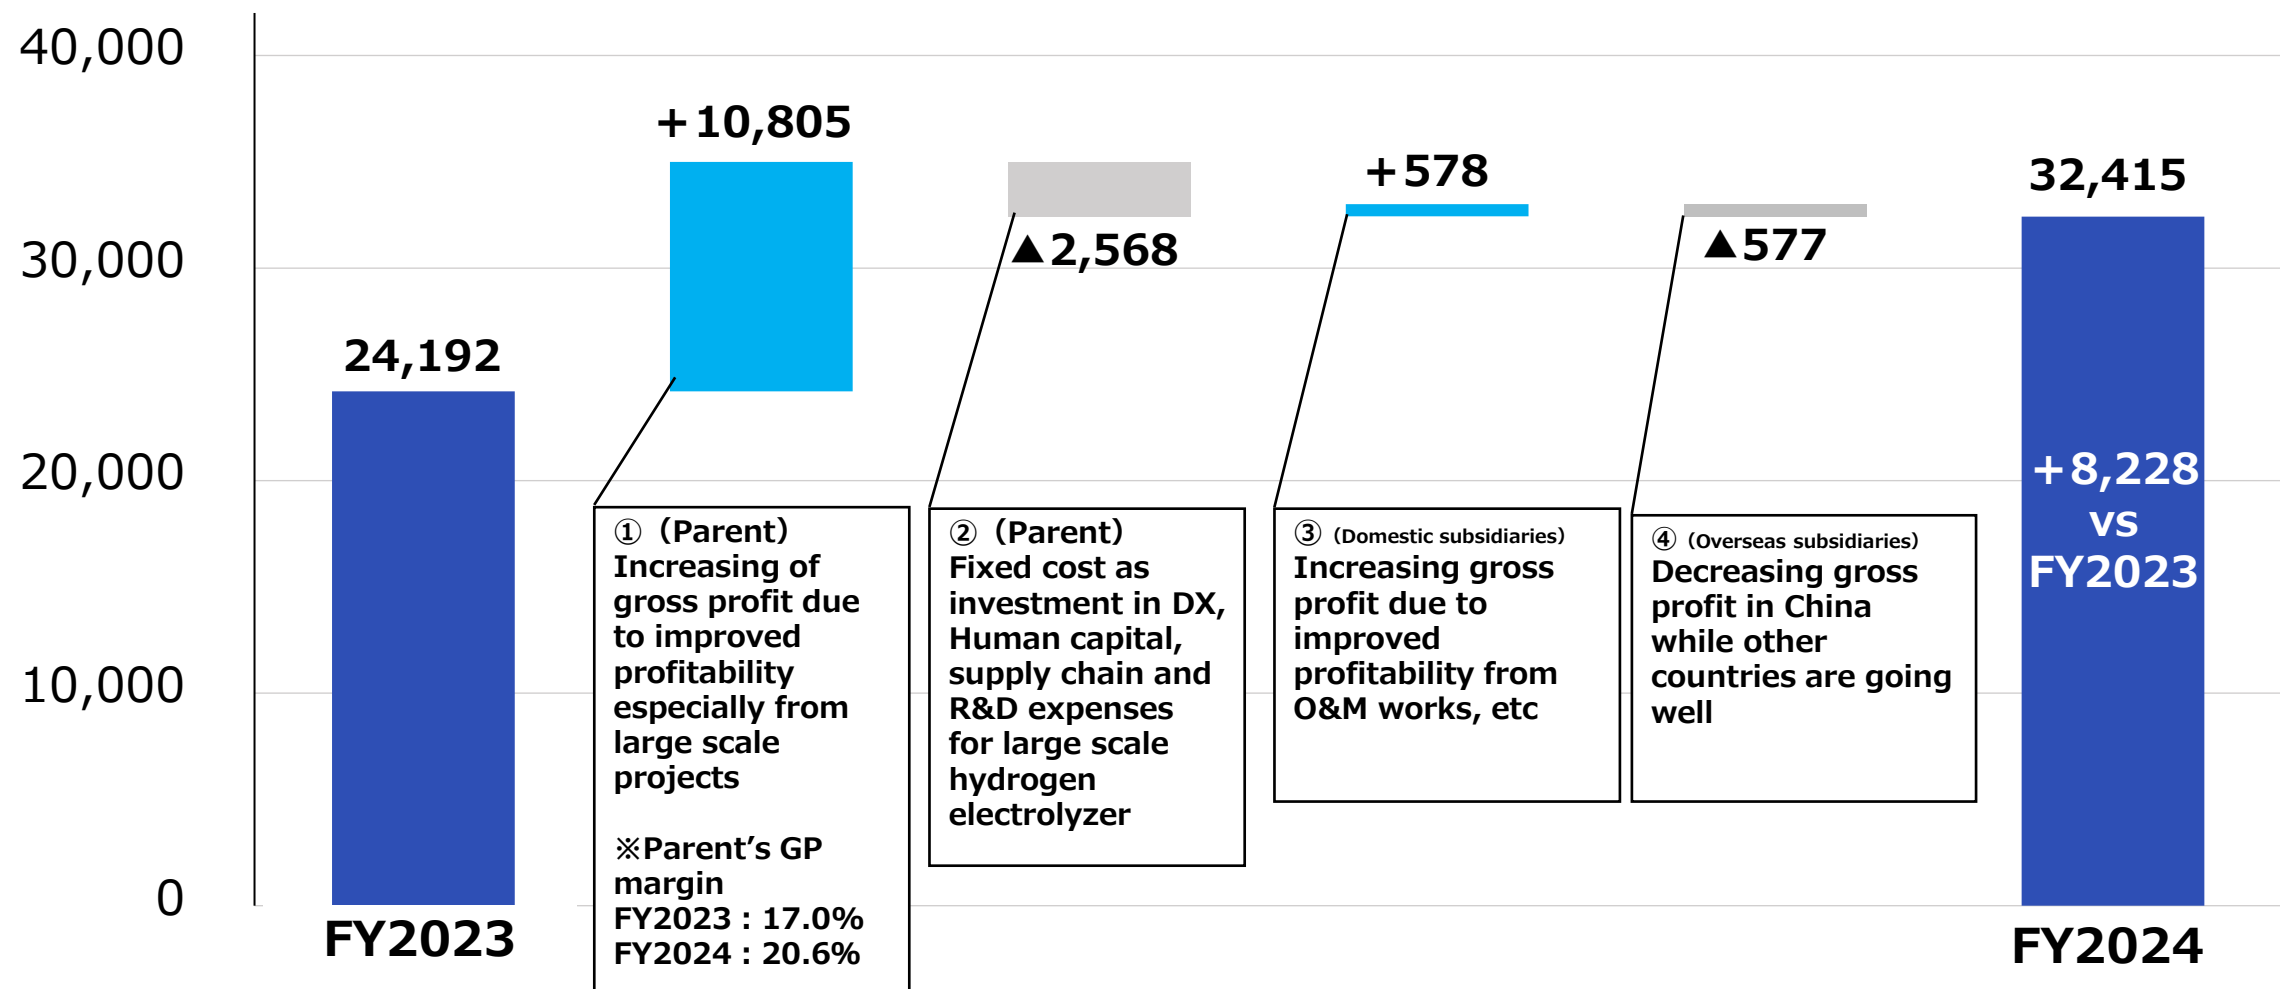 40,000
30,000
20,000
10,000
0
24,192
FY2023
+10,805
① (Parent)
Increasing of
gross profit due
to improved
profitability
especially from
large scale
projects
※Parent’s GP
margin
FY2023 : 17.0%
FY2024 : 20.6%
▲2,568
② (Parent)
Fixed cost as
investment in DX,
Human capital,
supply chain and
R&D expenses
for large scale
hydrogen
electrolyzer
+578
③ (Domestic subsidiaries)
Increasing gross
profit due to
improved
profitability from
O&M works, etc
▲577
④ (Overseas subsidiaries)
Decreasing gross
profit in China
while other
countries are going
well
32,415
+8,228
vs
FY2023
FY2024